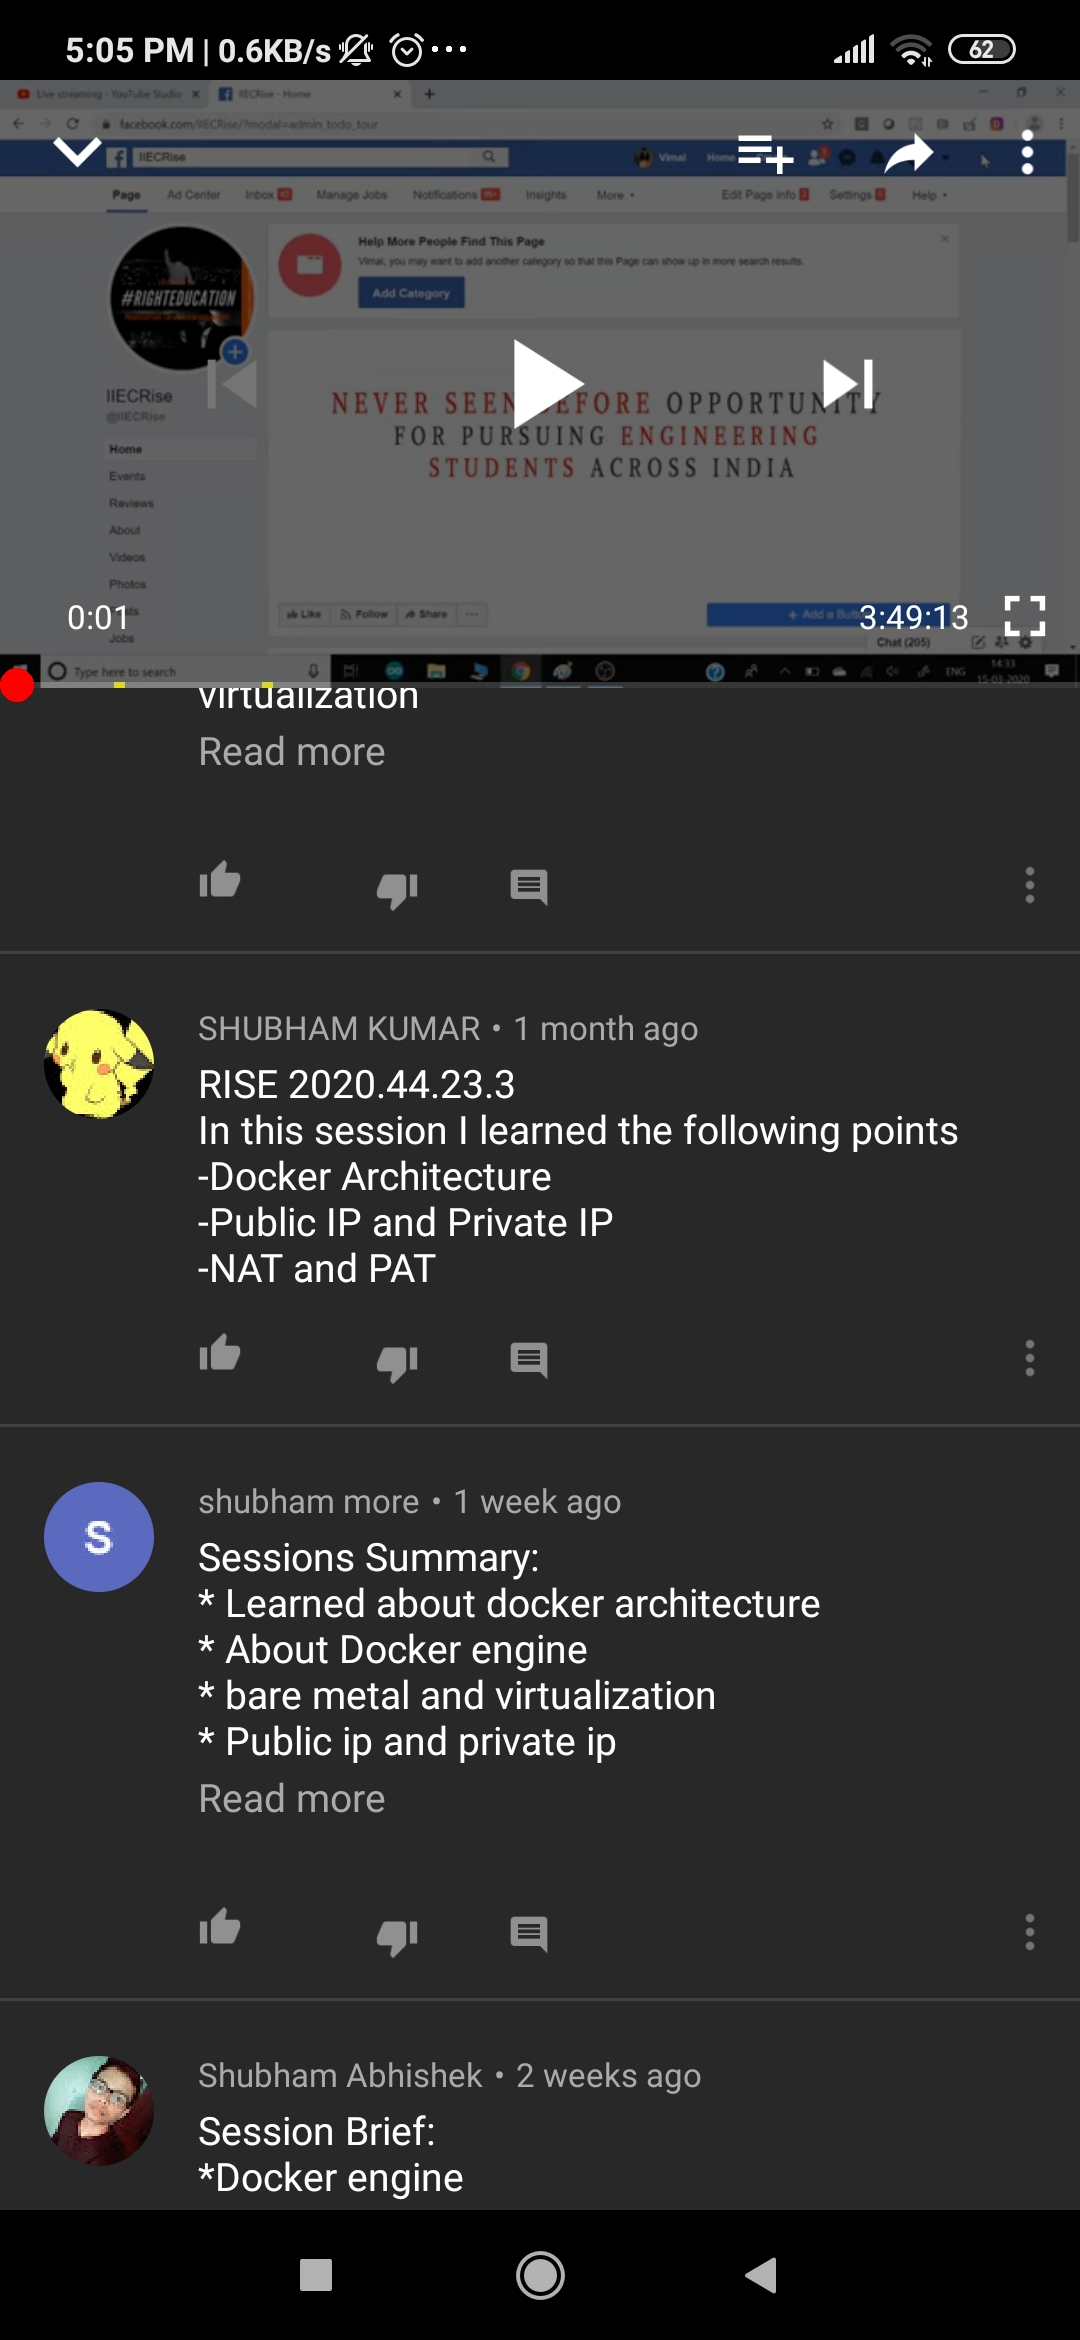 5:05 PM | 0.6KB/s
62
Live streaming - YouTube Studio
IIECRise - Home
facebook.com/IIECRise/?modal=admin_todo_tour
IIECRise
Vimal
Home
Page
Ad Center
Inbox 42
Manage Jobs
Notifications 99+
Insights
More
Edit Page Info
Settings
Help
Help More People Find This Page
Vimal, you may want to add another category so that this Page can show up in more search results.
Add Category
#RIGHTEDUCATION
IIECRise
@IIECRise
NEVER SEEN BEFORE OPPORTUNITY
FOR PURSUING ENGINEERING
STUDENTS ACROSS INDIA
Home
Events
Reviews
About
Videos
Photos
Jobs
Like
Follow
Share
+ Add a Button
0:01
3:49:13
Chat (205)
Type here to search
ENG
14:33
15-03-2020
virtualization
Read more
SHUBHAM KUMAR • 1 month ago
RISE 2020.44.23.3
In this session I learned the following points
-Docker Architecture
-Public IP and Private IP
-NAT and PAT
S
shubham more • 1 week ago
Sessions Summary:
* Learned about docker architecture
* About Docker engine
* bare metal and virtualization
* Public ip and private ip
Read more
Shubham Abhishek • 2 weeks ago
Session Brief:
*Docker engine